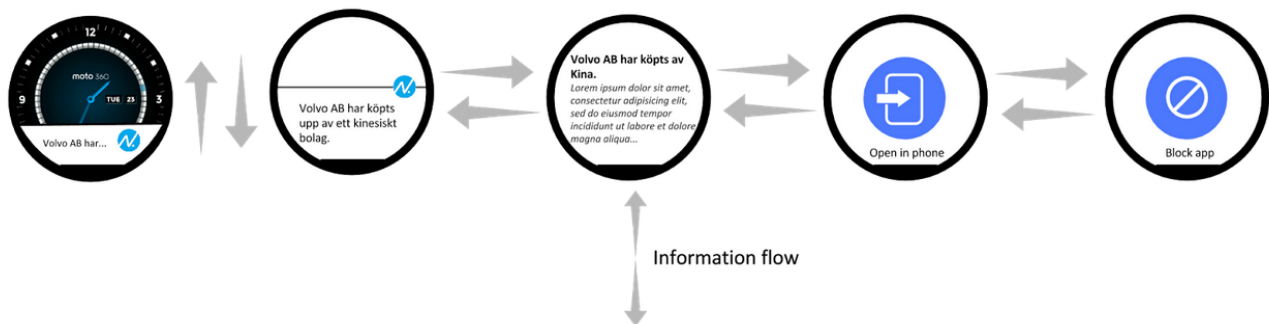 12
9
3
moto 360
TUE 23
Volvo AB har...
N.
Volvo AB har köpts
upp av ett kinesiskt
bolag.
N.
Volvo AB har köpts av
Kina.
Lorem ipsum dolor sit amet,
consectetur adipisicing elit,
sed do eiusmod tempor
incididunt ut labore et dolore
magna aliqua...
Open in phone
Block app
Information flow